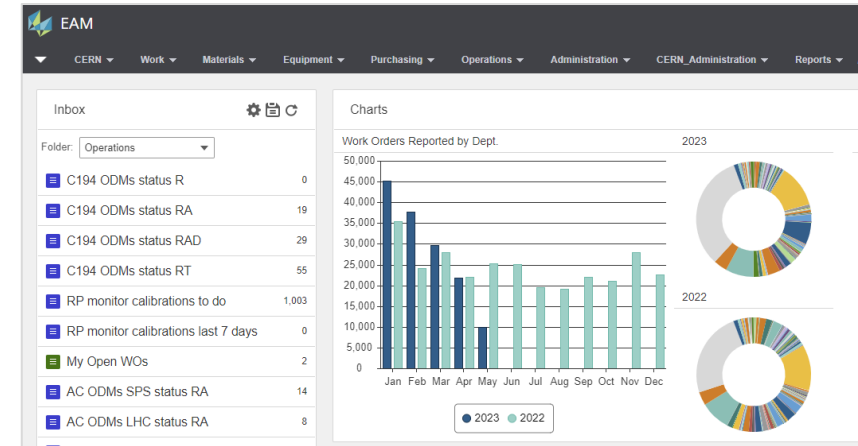 EAM
CERN Work Materials Equipment Purchasing Operations Administration CERN_Administration Reports
Inbox
Folder: Operations
C194 ODMs status R 0
C194 ODMs status RA 19
C194 ODMs status RAD 29
C194 ODMs status RT 55
RP monitor calibrations to do 1,003
RP monitor calibrations last 7 days 0
My Open WOs 2
AC ODMs SPS status RA 14
AC ODMs LHC status RA 8
Charts
Work Orders Reported by Dept.
50,000
45,000
40,000
35,000
30,000
25,000
20,000
15,000
10,000
5,000
0
Jan Feb Mar Apr May Jun Jul Aug Sep Oct Nov Dec
2023 2022
2023
2022